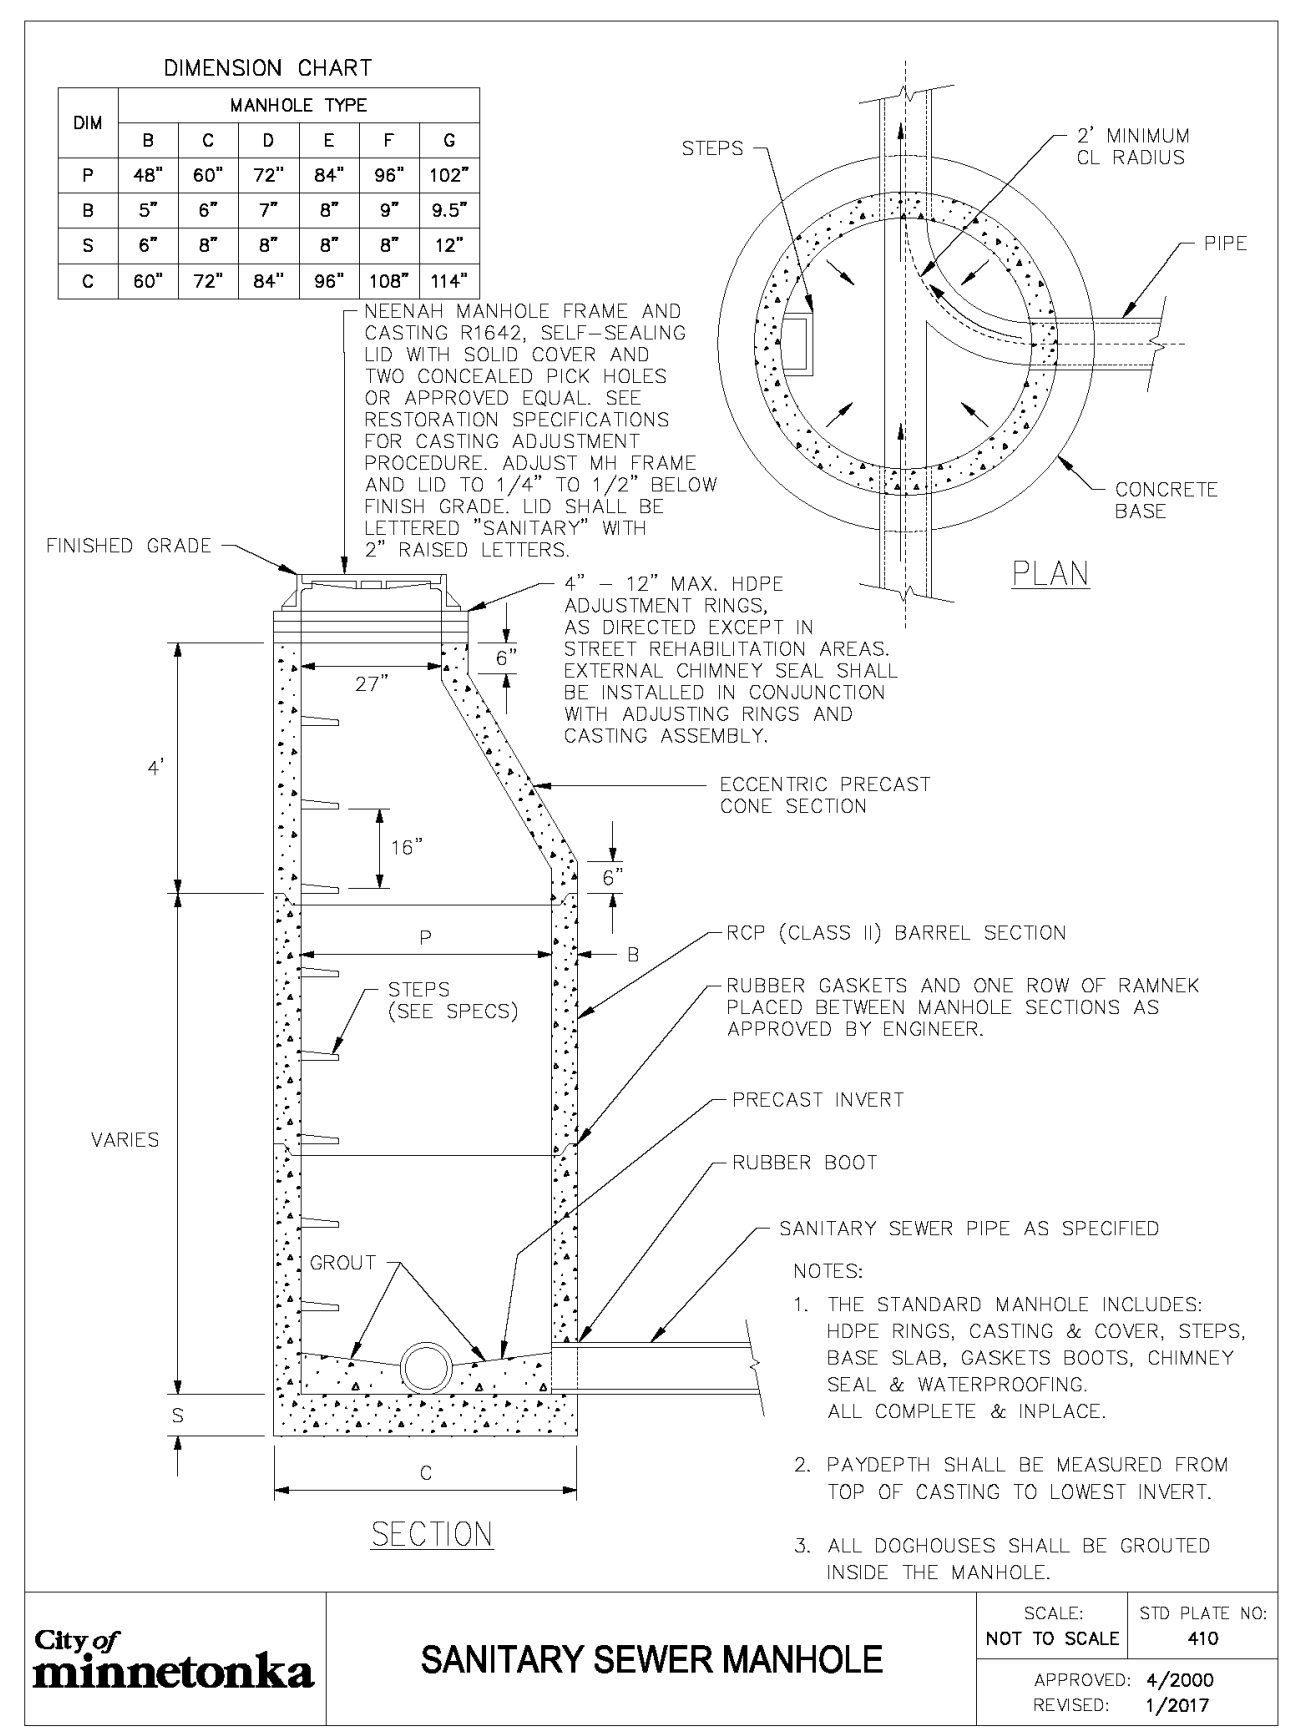 DIMENSION CHART
DIM MANHOLE TYPE
B C D E F G
P 48" 60" 72" 84" 96" 102"
B 5" 6" 7" 8" 9" 9.5"
S 6" 8" 8" 8" 8" 12"
C 60" 72" 84" 96" 108" 114"
STEPS
2' MINIMUM
CL RADIUS
PIPE
CONCRETE
BASE
PLAN
NEENAH MANHOLE FRAME AND
CASTING R1642, SELF-SEALING
LID WITH SOLID COVER AND
TWO CONCEALED PICK HOLES
OR APPROVED EQUAL. SEE
RESTORATION SPECIFICATIONS
FOR CASTING ADJUSTMENT
PROCEDURE. ADJUST MH FRAME
AND LID TO 1/4" TO 1/2" BELOW
FINISH GRADE. LID SHALL BE
LETTERED "SANITARY" WITH
2" RAISED LETTERS.
FINISHED GRADE
4" - 12" MAX. HDPE
ADJUSTMENT RINGS,
AS DIRECTED EXCEPT IN
STREET REHABILITATION AREAS.
EXTERNAL CHIMNEY SEAL SHALL
BE INSTALLED IN CONJUNCTION
WITH ADJUSTING RINGS AND
CASTING ASSEMBLY.
6"
27"
4'
ECCENTRIC PRECAST
CONE SECTION
16"
6"
P
B
RCP (CLASS II) BARREL SECTION
STEPS
(SEE SPECS)
RUBBER GASKETS AND ONE ROW OF RAMNEK
PLACED BETWEEN MANHOLE SECTIONS AS
APPROVED BY ENGINEER.
PRECAST INVERT
VARIES
RUBBER BOOT
SANITARY SEWER PIPE AS SPECIFIED
GROUT
S
C
SECTION
NOTES:
1. THE STANDARD MANHOLE INCLUDES:
HDPE RINGS, CASTING & COVER, STEPS,
BASE SLAB, GASKETS BOOTS, CHIMNEY
SEAL & WATERPROOFING.
ALL COMPLETE & INPLACE.
2. PAYDEPTH SHALL BE MEASURED FROM
TOP OF CASTING TO LOWEST INVERT.
3. ALL DOGHOUSES SHALL BE GROUTED
INSIDE THE MANHOLE.
City of
minnetonka
SANITARY SEWER MANHOLE
SCALE:
NOT TO SCALE
STD PLATE NO:
410
APPROVED: 4/2000
REVISED: 1/2017